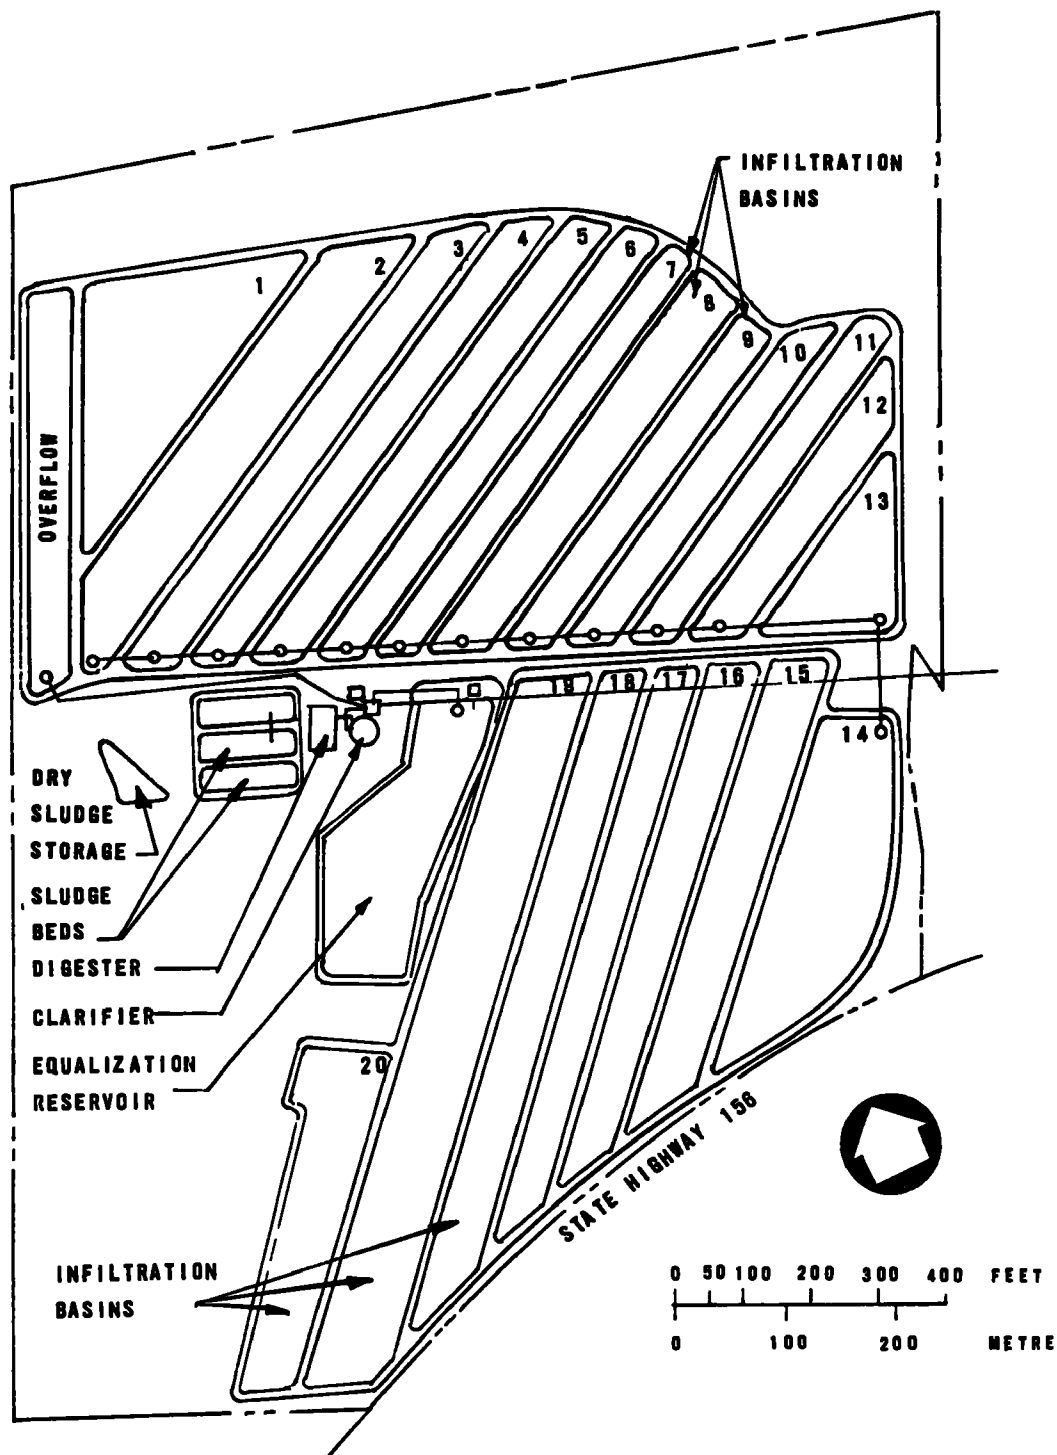 INFILTRATION
BASINS
1
2
3
4
5
6
7
8
9
10
11
12
13
OVERFLOW
19
18
17
16
15
14
DRY
SLUDGE
STORAGE
SLUDGE
BEDS
DIGESTER
CLARIFIER
EQUALIZATION
RESERVOIR
20
STATE HIGHWAY 156
INFILTRATION
BASINS
0 50 100 200 300 400 FEET
0 100 200 METRE